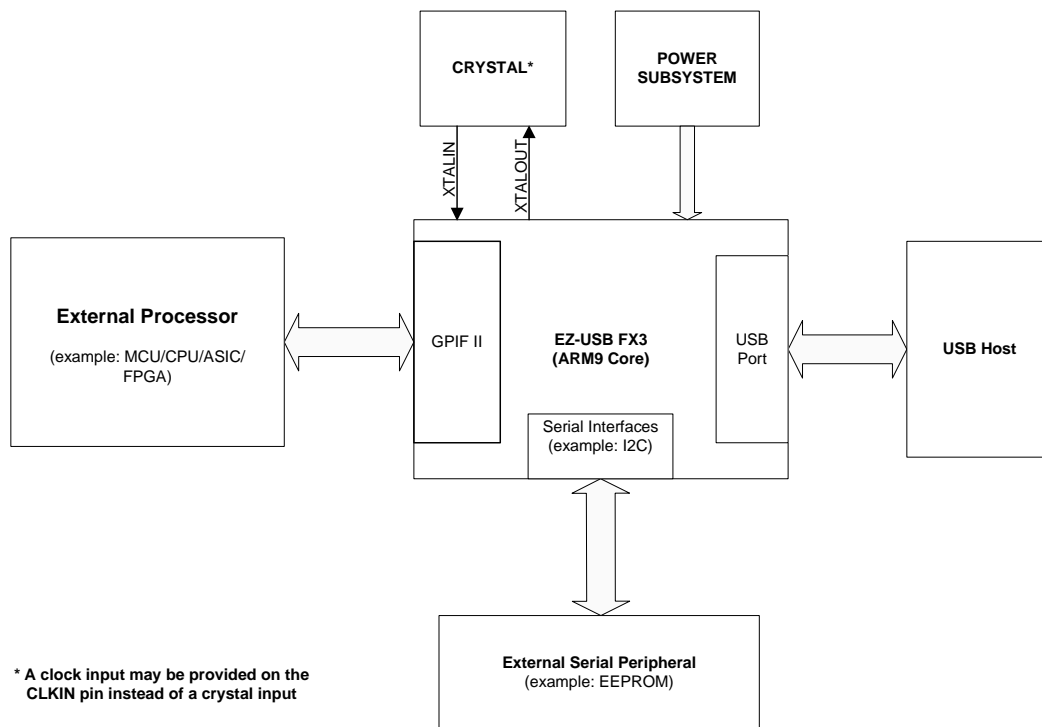 CRYSTAL*
POWER
SUBSYSTEM
XTALIN
XTALOUT
External Processor
(example: MCU/CPU/ASIC/
FPGA)
GPIF II
EZ-USB FX3
(ARM9 Core)
USB
Port
USB Host
Serial Interfaces
(example: I2C)
External Serial Peripheral
(example: EEPROM)
* A clock input may be provided on the
CLKIN pin instead of a crystal input